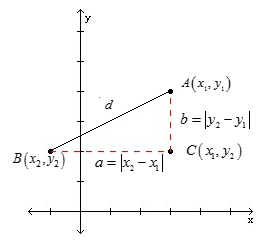 y
A(x₁, y₁)
d
b = |y₂ − y₁|
B(x₂, y₂)
a = |x₂ − x₁|
C(x₁, y₂)
x